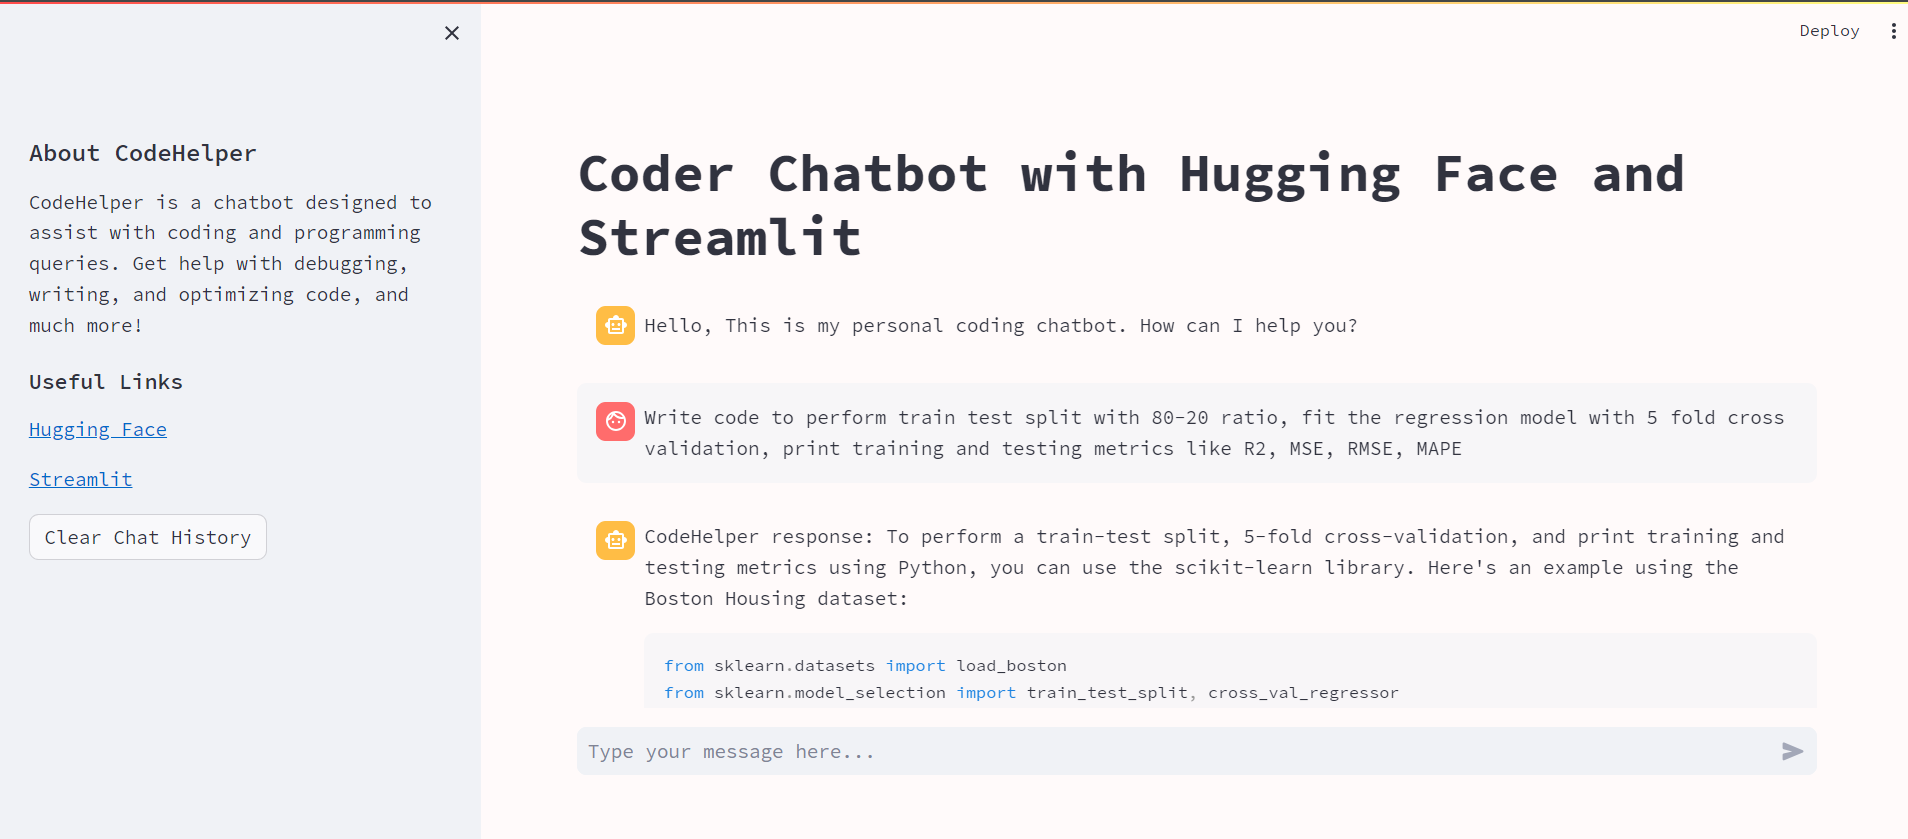 Deploy
About CodeHelper
CodeHelper is a chatbot designed to
assist with coding and programming
queries. Get help with debugging,
writing, and optimizing code, and
much more!
Useful Links
Hugging Face
Streamlit
Clear Chat History
Coder Chatbot with Hugging Face and
Streamlit
Hello, This is my personal coding chatbot. How can I help you?
Write code to perform train test split with 80-20 ratio, fit the regression model with 5 fold cross
validation, print training and testing metrics like R2, MSE, RMSE, MAPE
CodeHelper response: To perform a train-test split, 5-fold cross-validation, and print training and
testing metrics using Python, you can use the scikit-learn library. Here's an example using the
Boston Housing dataset:
from sklearn.datasets import load_boston
from sklearn.model_selection import train_test_split, cross_val_regressor
Type your message here...